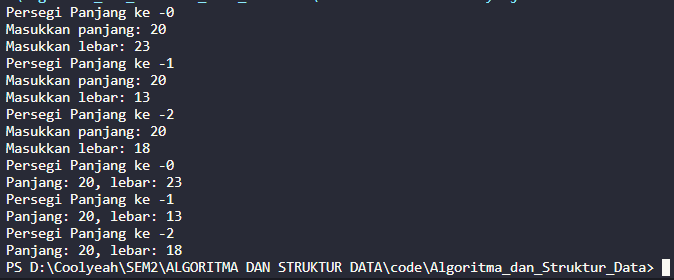 Persegi Panjang ke -0
Masukkan panjang: 20
Masukkan lebar: 23
Persegi Panjang ke -1
Masukkan panjang: 20
Masukkan lebar: 13
Persegi Panjang ke -2
Masukkan panjang: 20
Masukkan lebar: 18
Persegi Panjang ke -0
Panjang: 20, lebar: 23
Persegi Panjang ke -1
Panjang: 20, lebar: 13
Persegi Panjang ke -2
Panjang: 20, lebar: 18
PS D:\Coolyeah\SEM2\ALGORITMA DAN STRUKTUR DATA\code\Algoritma_dan_Struktur_Data>